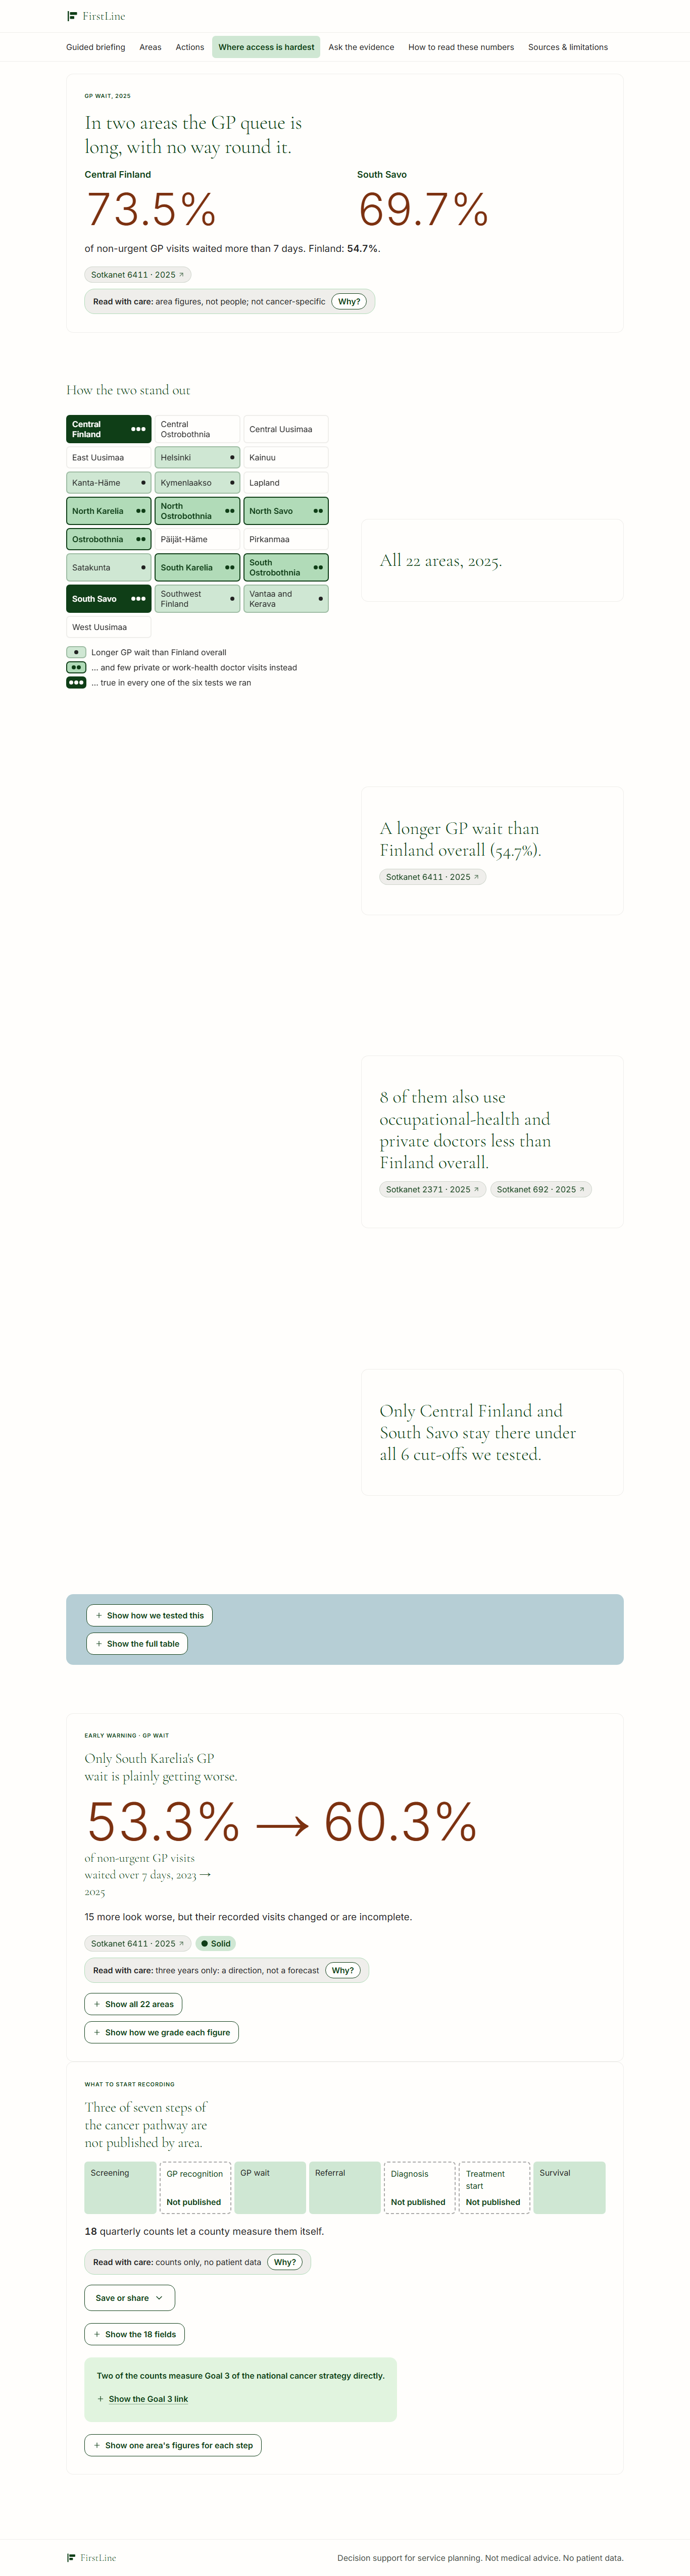 FirstLine
Guided briefing
Areas
Actions
Where access is hardest
Ask the evidence
How to read these numbers
Sources & limitations
GP WAIT, 2025
In two areas the GP queue is
long, with no way round it.
Central Finland
73.5%
South Savo
69.7%
of non-urgent GP visits waited more than 7 days. Finland: 54.7%.
Sotkanet 6411 · 2025 ↗
Read with care: area figures, not people; not cancer-specific
Why?
How the two stand out
Central
Finland
Central
Ostrobothnia
Central Uusimaa
East Uusimaa
Helsinki
Kainuu
Kanta-Häme
Kymenlaakso
Lapland
North Karelia
North
Ostrobothnia
North Savo
Ostrobothnia
Päijät-Häme
Pirkanmaa
Satakunta
South Karelia
South
Ostrobothnia
South Savo
Southwest
Finland
Vantaa and
Kerava
West Uusimaa
Longer GP wait than Finland overall
... and few private or work-health doctor visits instead
... true in every one of the six tests we ran
All 22 areas, 2025.
A longer GP wait than
Finland overall (54.7%).
Sotkanet 6411 · 2025 ↗
8 of them also use
occupational-health and
private doctors less than
Finland overall.
Sotkanet 2371 · 2025 ↗
Sotkanet 692 · 2025 ↗
Only Central Finland and
South Savo stay there under
all 6 cut-offs we tested.
+ Show how we tested this
+ Show the full table
EARLY WARNING · GP WAIT
Only South Karelia's GP
wait is plainly getting worse.
53.3% → 60.3%
of non-urgent GP visits
waited over 7 days, 2023 →
2025
15 more look worse, but their recorded visits changed or are incomplete.
Sotkanet 6411 · 2025 ↗
Solid
Read with care: three years only: a direction, not a forecast
Why?
+ Show all 22 areas
+ Show how we grade each figure
WHAT TO START RECORDING
Three of seven steps of
the cancer pathway are
not published by area.
Screening
GP recognition
Not published
GP wait
Referral
Diagnosis
Not published
Treatment
start
Not published
Survival
18 quarterly counts let a county measure them itself.
Read with care: counts only, no patient data
Why?
Save or share
+ Show the 18 fields
Two of the counts measure Goal 3 of the national cancer strategy directly.
+ Show the Goal 3 link
+ Show one area's figures for each step
FirstLine
Decision support for service planning. Not medical advice. No patient data.